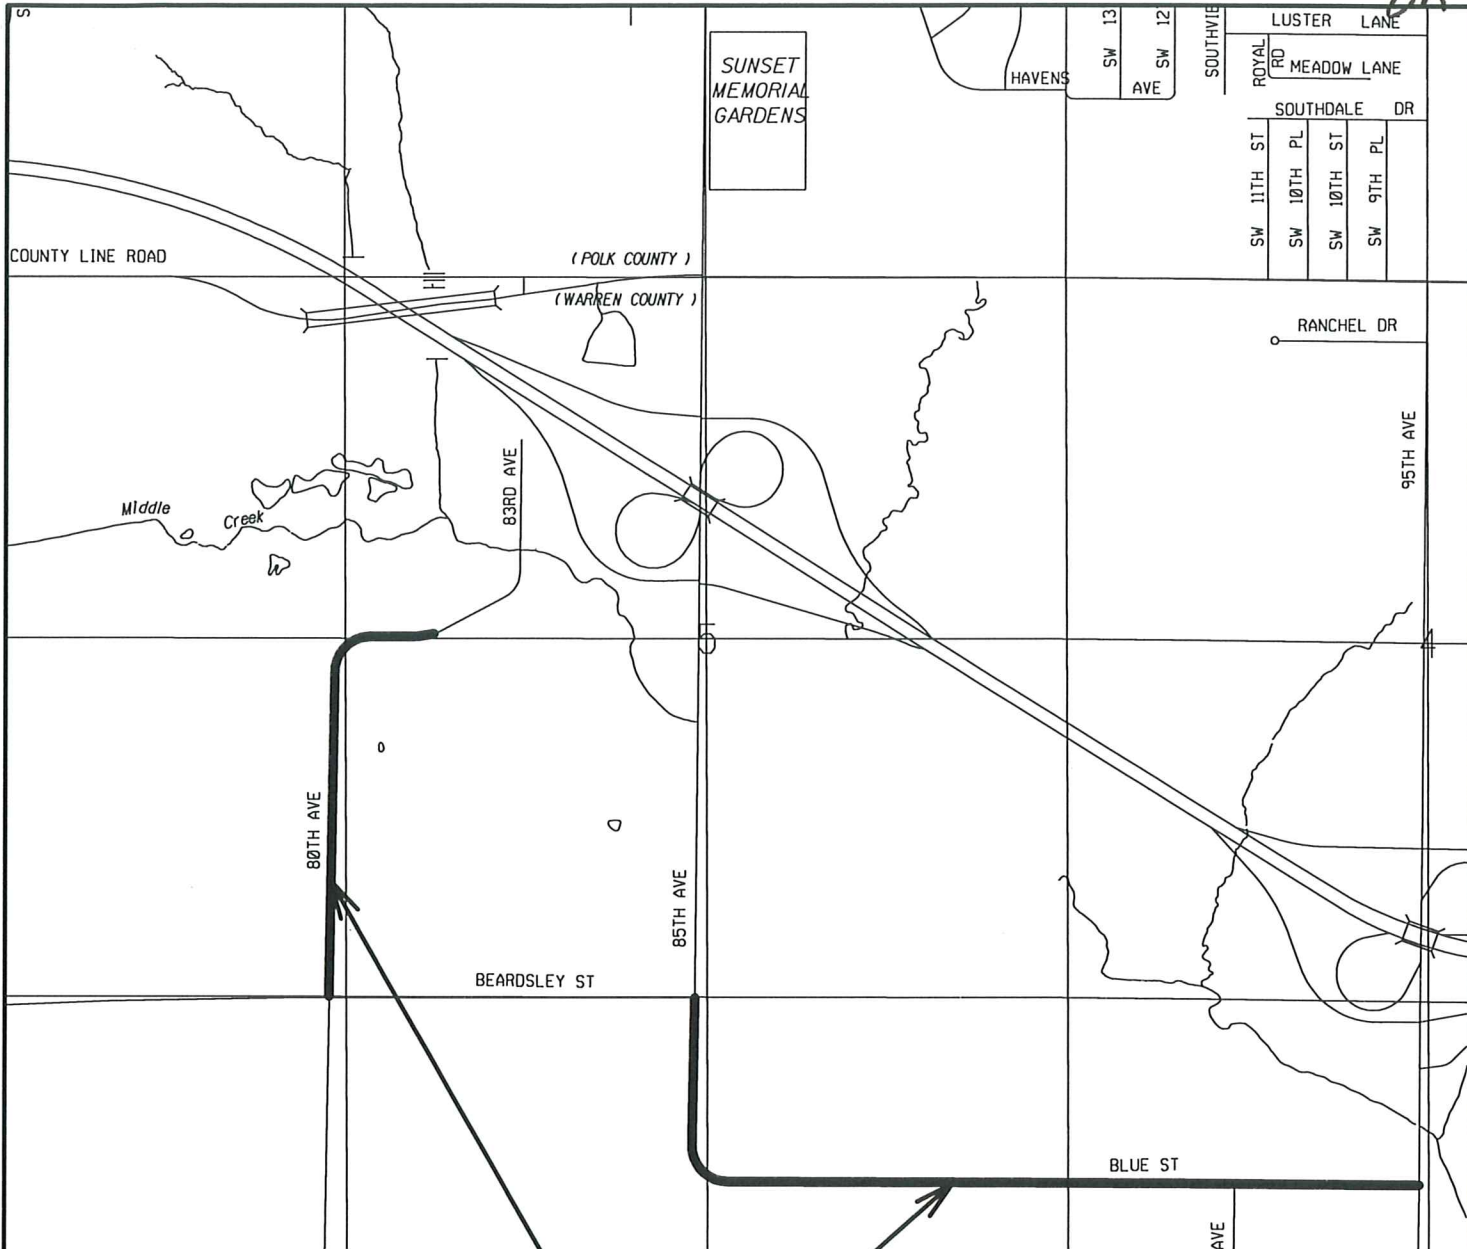 S
SUNSET
MEMORIAL
GARDENS
HAVENS
AVE
SW 13
SW 12
SOUTHVIE
LUSTER LANE
ROYAL
RD
MEADOW LANE
SOUTHDALE DR
SW 11TH ST
SW 10TH PL
SW 10TH ST
SW 9TH PL
COUNTY LINE ROAD
(POLK COUNTY)
(WARREN COUNTY)
RANCHEL DR
95TH AVE
83RD AVE
Middle
Creek
4
80TH AVE
85TH AVE
BEARDSLEY ST
BLUE ST
AVE